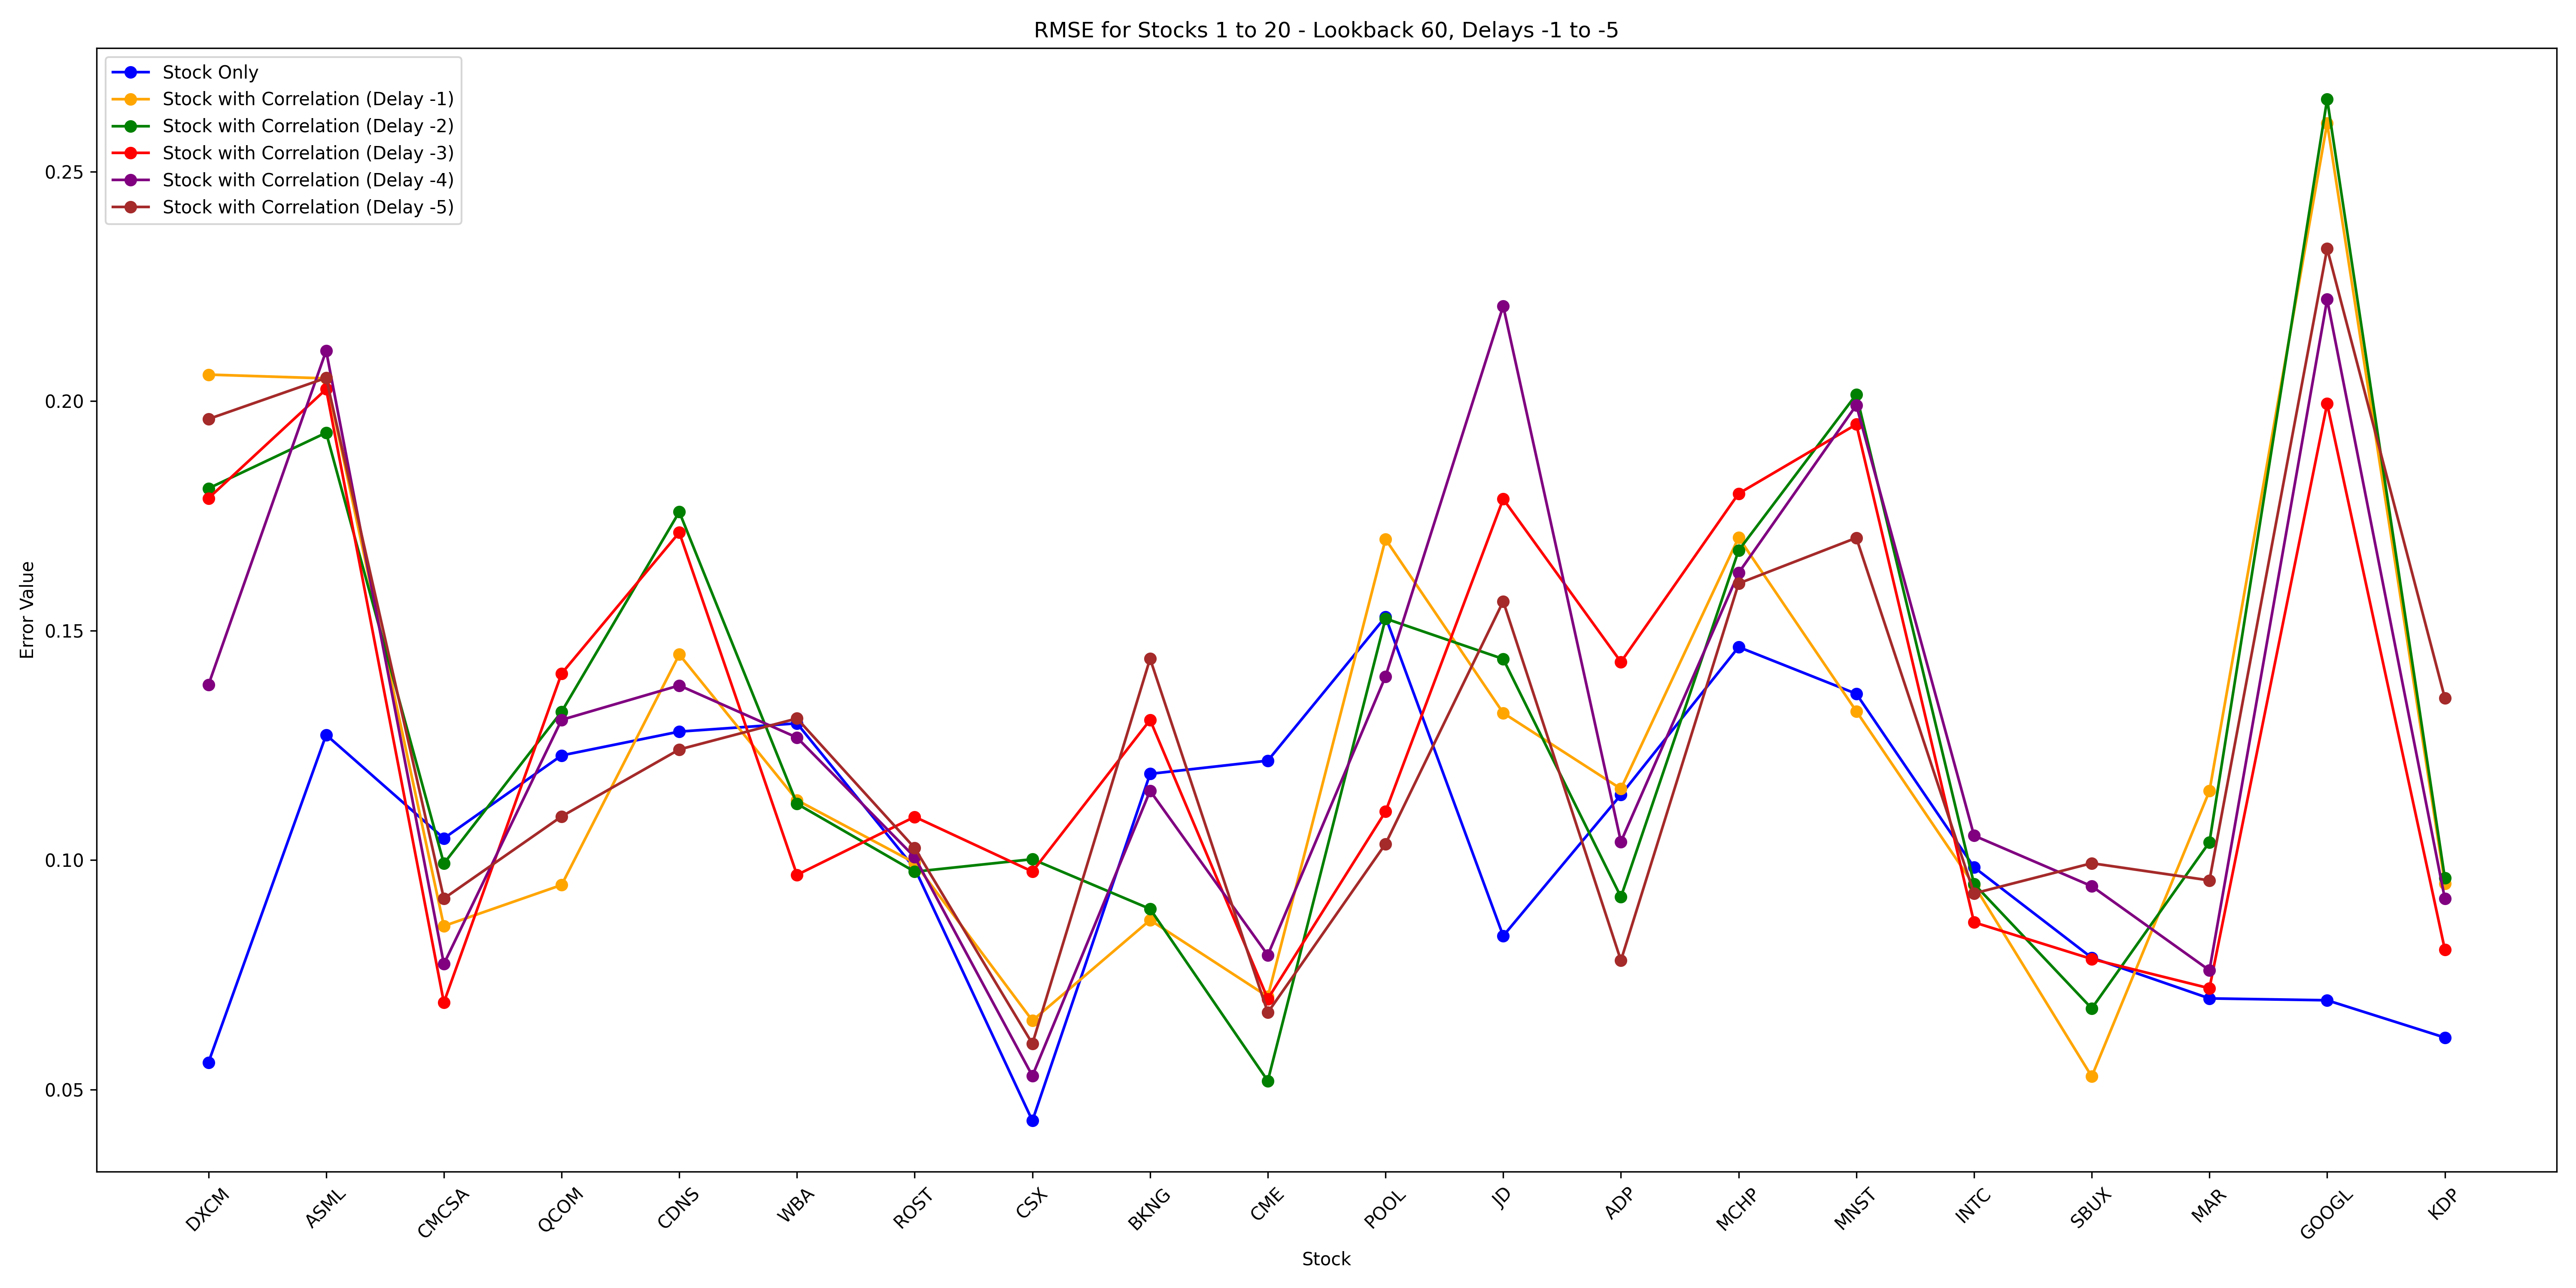 RMSE for Stocks 1 to 20 - Lookback 60, Delays -1 to -5
Stock Only
Stock with Correlation (Delay -1)
Stock with Correlation (Delay -2)
Stock with Correlation (Delay -3)
Stock with Correlation (Delay -4)
Stock with Correlation (Delay -5)
Error Value
0.25
0.20
0.15
0.10
0.05
DXCM
ASML
CMCSA
QCOM
CDNS
WBA
ROST
CSX
BKNG
CME
POOL
JD
ADP
MCHP
MNST
INTC
SBUX
MAR
GOOGL
KDP
Stock